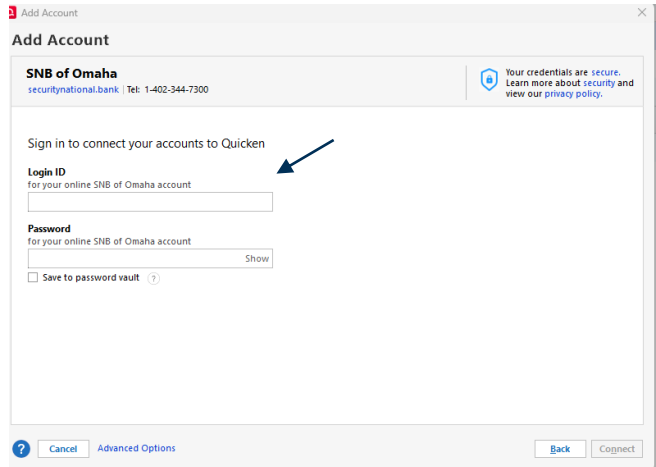 Add Account
Add Account
SNB of Omaha
securitynational.bank | Tel: 1-402-344-7300
Your credentials are secure.
Learn more about security and
view our privacy policy.
Sign in to connect your accounts to Quicken
Login ID
for your online SNB of Omaha account
Password
for your online SNB of Omaha account
Show
Save to password vault ?
? Cancel Advanced Options Back Connect